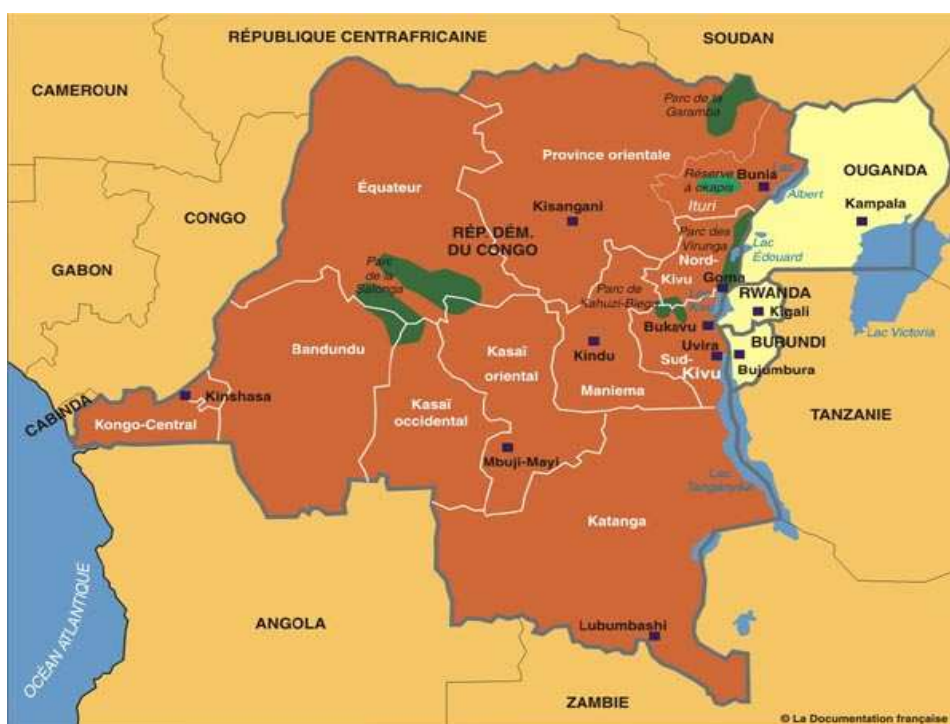 RÉPUBLIQUE CENTRAFRICAINE
SOUDAN
CAMEROUN
Parc de la
Garamba
Province orientale
OUGANDA
Équateur
Réserve
à okapis
Bunia
Lac
Albert
CONGO
Ituri
Kampala
Kisangani
RÉP. DÉM.
DU CONGO
Parc des
Virunga
Lac
Édouard
GABON
Parc
de la
Salonga
Nord-
Kivu
Goma
Parc de
Kahuzi-Biega
Lac
Kivu
RWANDA
Kigali
Bukavu
Lac Victoria
Bandundu
Kasaï
oriental
Kindu
Uvira
BURUNDI
Sud-
Kivu
Bujumbura
Kinshasa
Maniema
CABINDA
Kongo-Central
Kasaï
occidental
TANZANIE
Mbuji-Mayi
Lac
Tanganyika
Katanga
OCÉAN ATLANTIQUE
ANGOLA
Lubumbashi
ZAMBIE
© La Documentation française